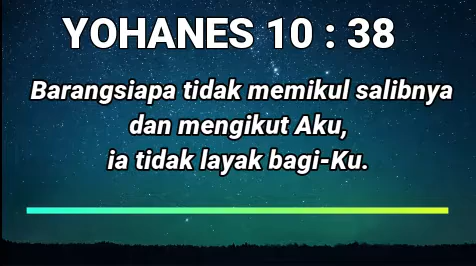 YOHANES 10 : 38
Barangsiapa tidak memikul salibnya
dan mengikut Aku,
ia tidak layak bagi-Ku.